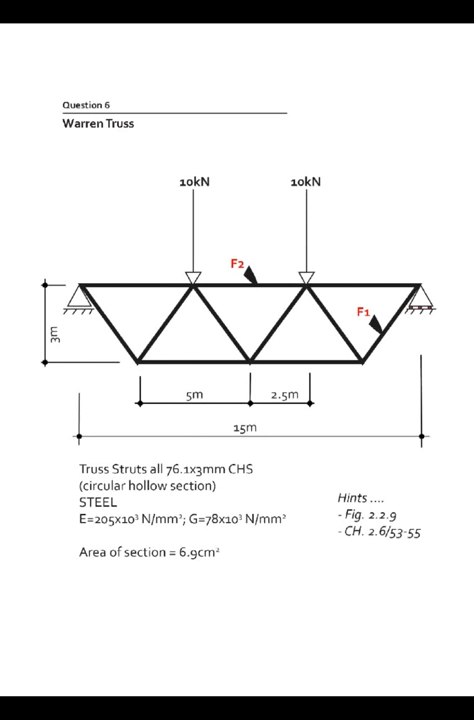 Question 6
Warren Truss
10kN 10kN
F2
F1
3m
5m 2.5m
15m
Truss Struts all 76.1x3mm CHS
(circular hollow section)
STEEL
E=205x10³ N/mm²; G=78x10³ N/mm²
Area of section = 6.9cm²
Hints ....
- Fig. 2.2.9
- CH. 2.6/53-55